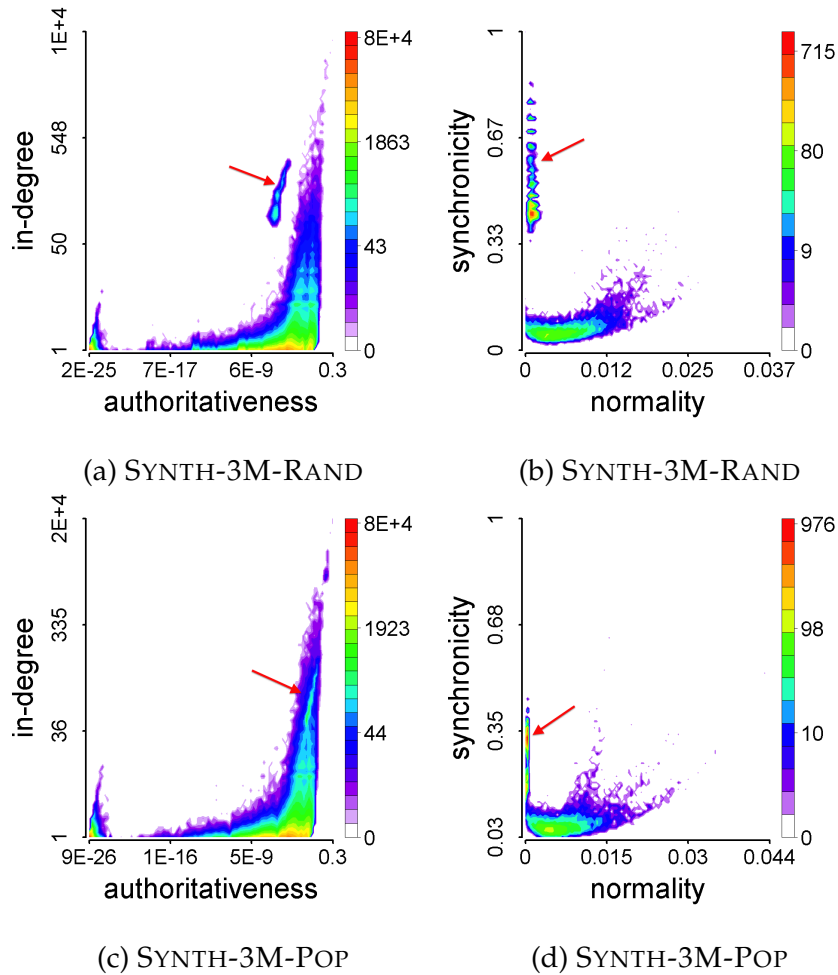 1E+4
548
50
1
in-degree
2E-25 7E-17 6E-9 0.3
authoritativeness
8E+4
1863
43
0
(a) SYNTH-3M-RAND
1
0.67
0.33
0
synchronicity
0 0.012 0.025 0.037
normality
715
80
9
0
(b) SYNTH-3M-RAND
2E+4
335
36
1
in-degree
9E-26 1E-16 5E-9 0.3
authoritativeness
8E+4
1923
44
0
(c) SYNTH-3M-POP
1
0.68
0.35
0.03
synchronicity
0 0.015 0.03 0.044
normality
976
98
10
0
(d) SYNTH-3M-POP